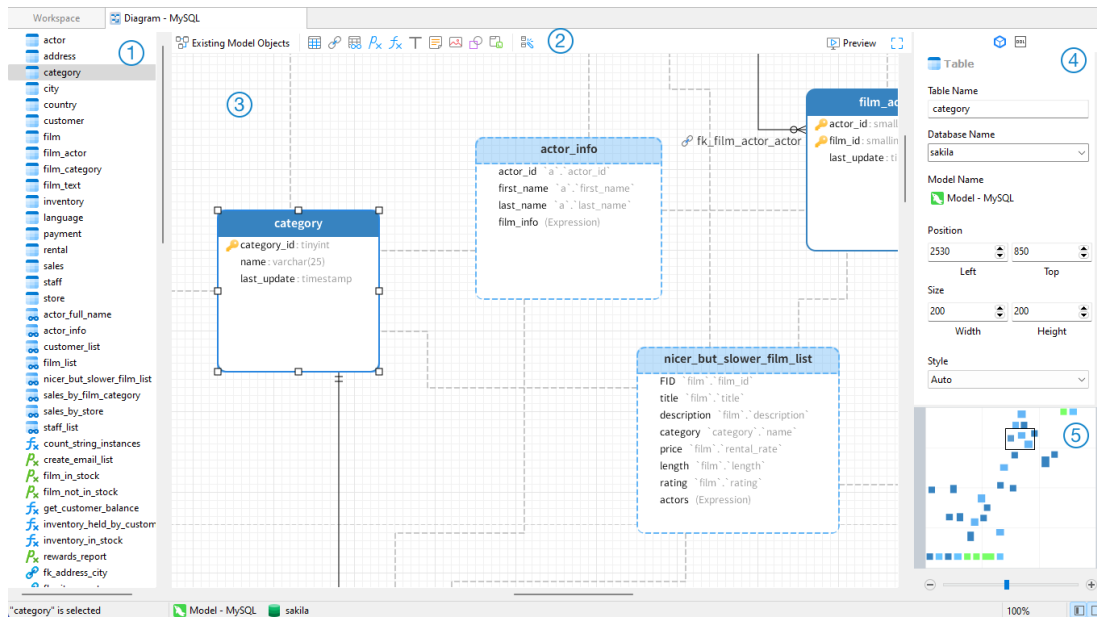 Workspace
Diagram - MySQL
actor
address
category
city
country
customer
film
film_actor
film_category
film_text
inventory
language
payment
rental
sales
staff
store
actor_full_name
actor_info
customer_list
film_list
nicer_but_slower_film_list
sales_by_film_category
sales_by_store
staff_list
count_string_instances
create_email_list
film_in_stock
film_not_in_stock
get_customer_balance
inventory_held_by_custom
inventory_in_stock
rewards_report
fk_address_city
1
Existing Model Objects
2
Preview
3
category
category_id: tinyint
name: varchar(25)
last_update: timestamp
actor_info
actor_id `a`.`actor_id`
first_name `a`.`first_name`
last_name `a`.`last_name`
film_info (Expression)
fk_film_actor_actor
film_ac
actor_id: small
film_id: smallin
last_update: ti
nicer_but_slower_film_list
FID `film`.`film_id`
title `film`.`title`
description `film`.`description`
category `category`.`name`
price `film`.`rental_rate`
length `film`.`length`
rating `film`.`rating`
actors (Expression)
4
Table
Table Name
category
Database Name
sakila
Model Name
Model - MySQL
Position
2530 850
Left Top
Size
200 200
Width Height
Style
Auto
5
"category" is selected
Model - MySQL
sakila
100%